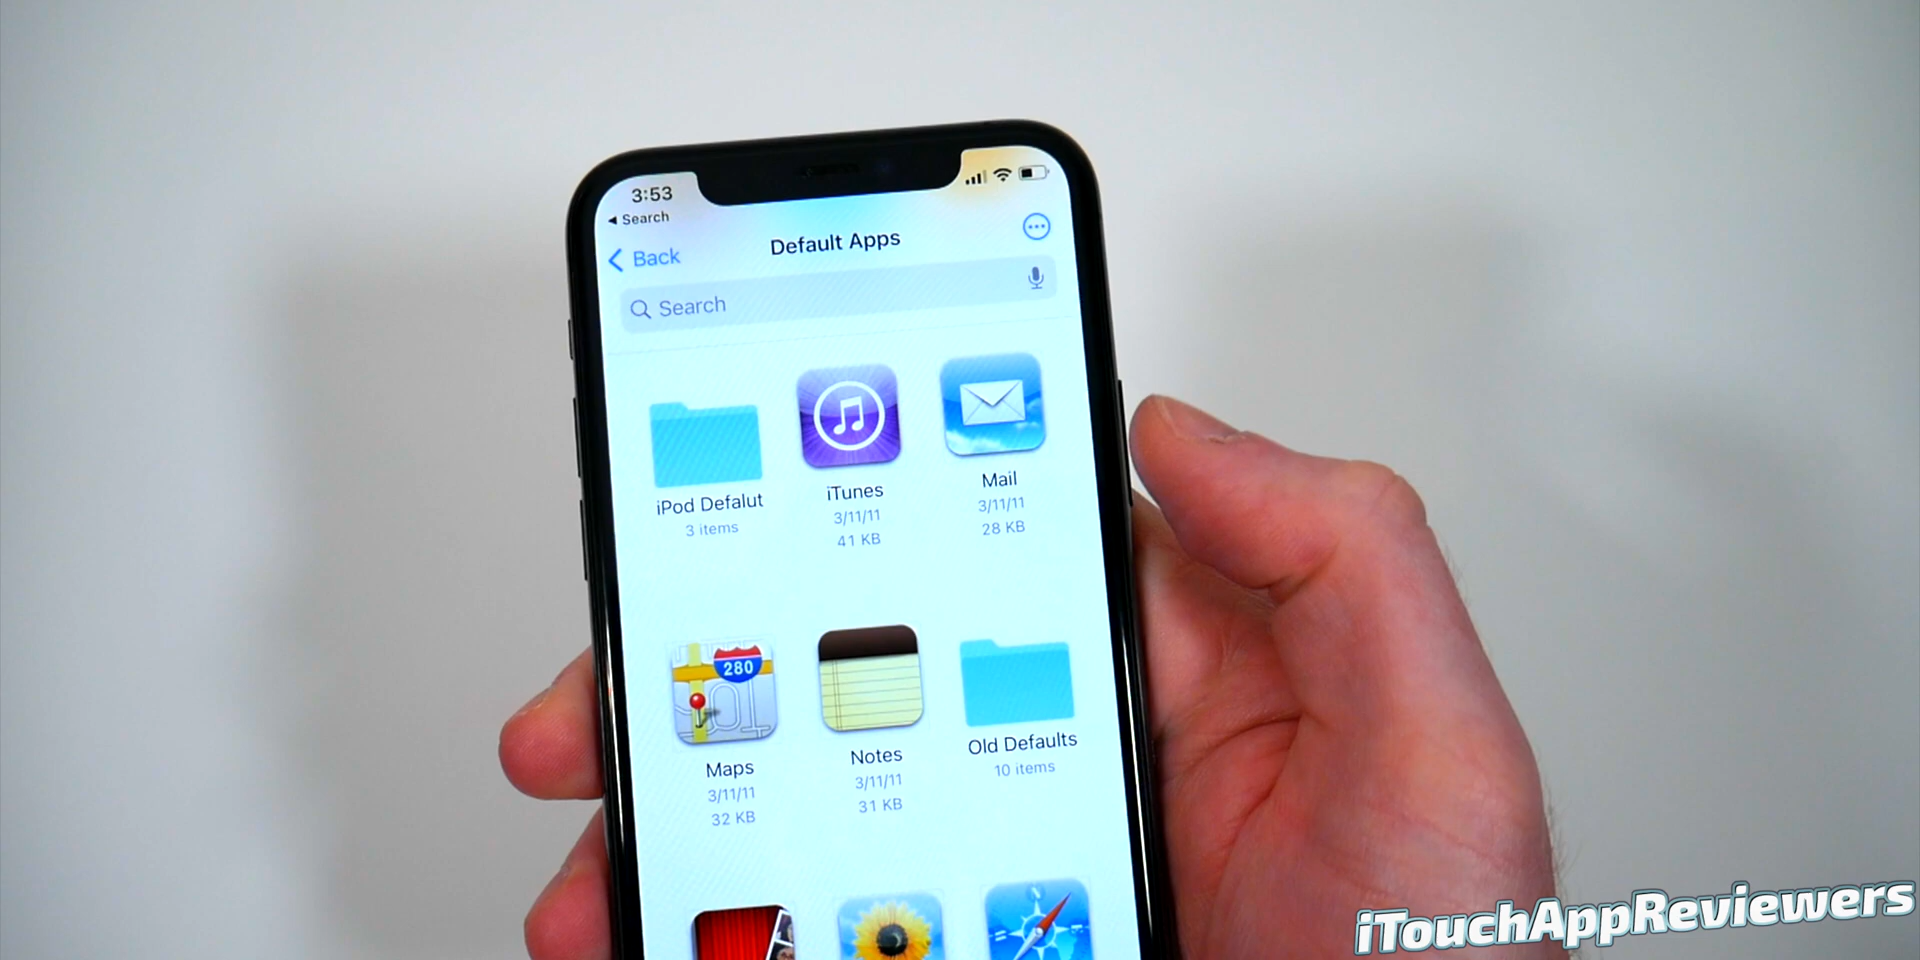 3:53
Search
Back
Default Apps
Search
iPod Defalut
3 items
iTunes
3/11/11
41 KB
Mail
3/11/11
28 KB
280
Maps
3/11/11
32 KB
Notes
3/11/11
31 KB
Old Defaults
10 items
N
iTouchAppReviewers